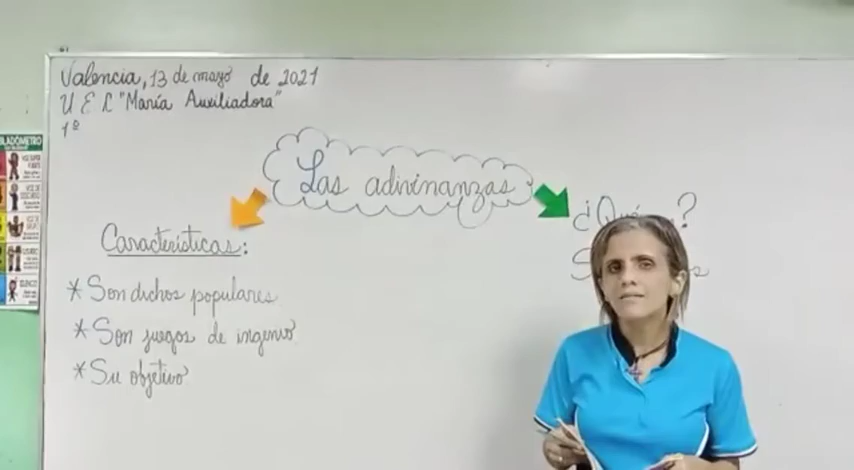 Valencia, 13 de mayo de 2021
U E L "María Auxiliadora"
1º
Las adivinanzas
Características:
* Son dichos populares
* Son juegos de ingenio
* Su objetivo